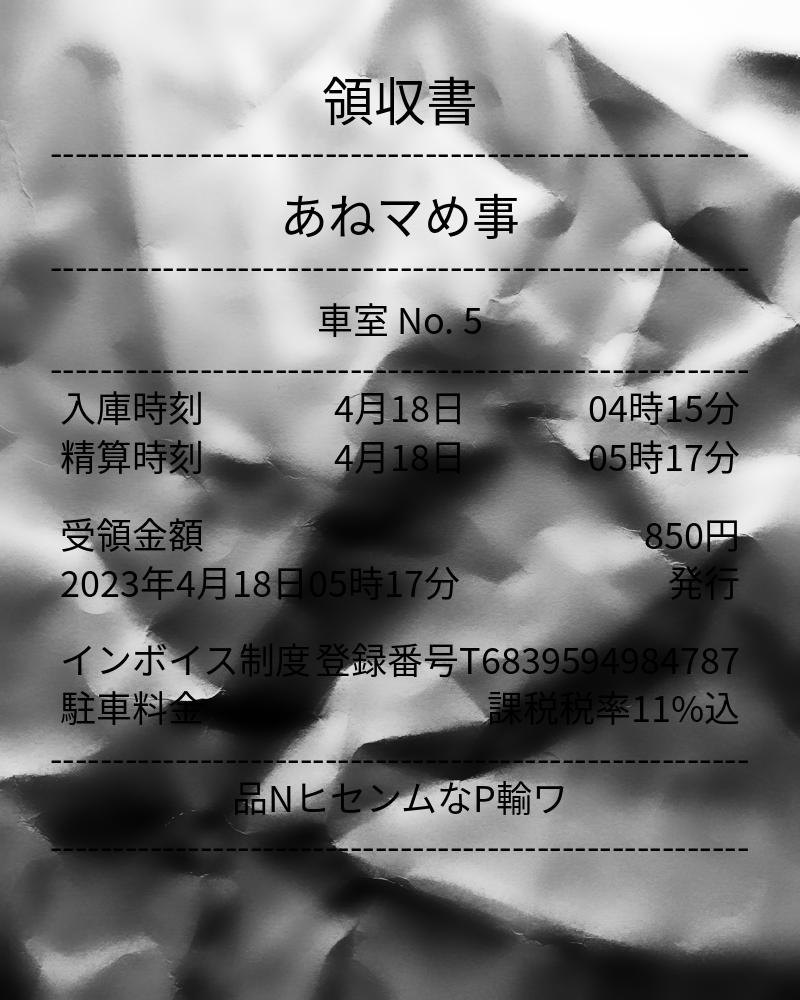 領収書
あねマめ事
車室 No. 5
入庫時刻 4月18日 04時15分
精算時刻 4月18日 05時17分
受領金額 850円
2023年4月18日05時17分 発行
インボイス制度 登録番号T6839594984787
駐車料金 課税税率11%込
品NヒセンムなP輸ワ